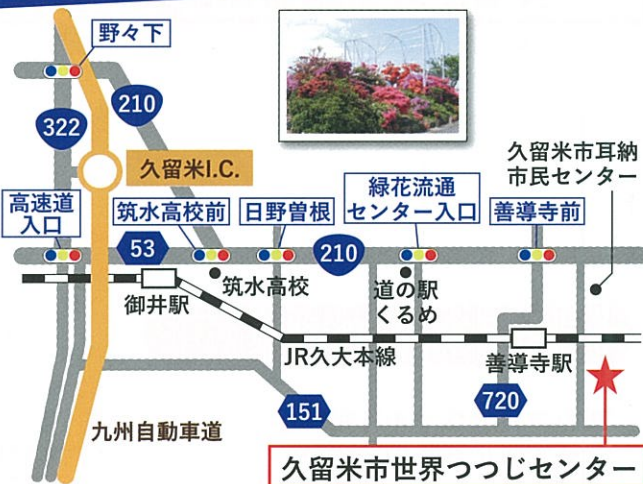 野々下
210
322
久留米I.C.
久留米市耳納
市民センター
高速道
入口
筑水高校前
日野曽根
緑花流通
センター入口
善導寺前
53
210
筑水高校
道の駅
くるめ
御井駅
JR久大本線
善導寺駅
151
720
九州自動車道
久留米市世界つつじセンター